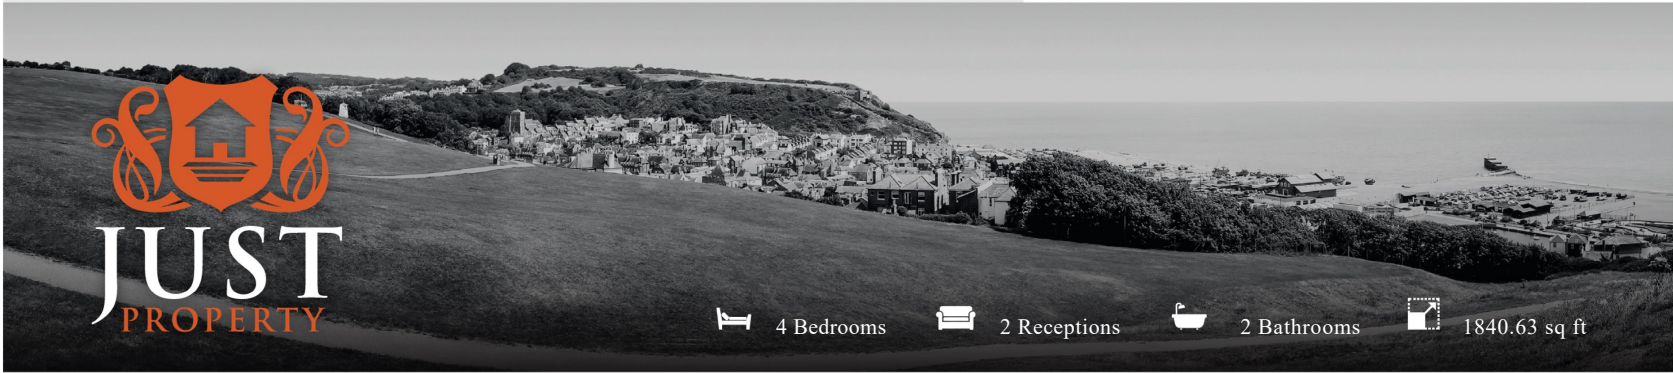 JUST
PROPERTY
4 Bedrooms
2 Receptions
2 Bathrooms
1840.63 sq ft